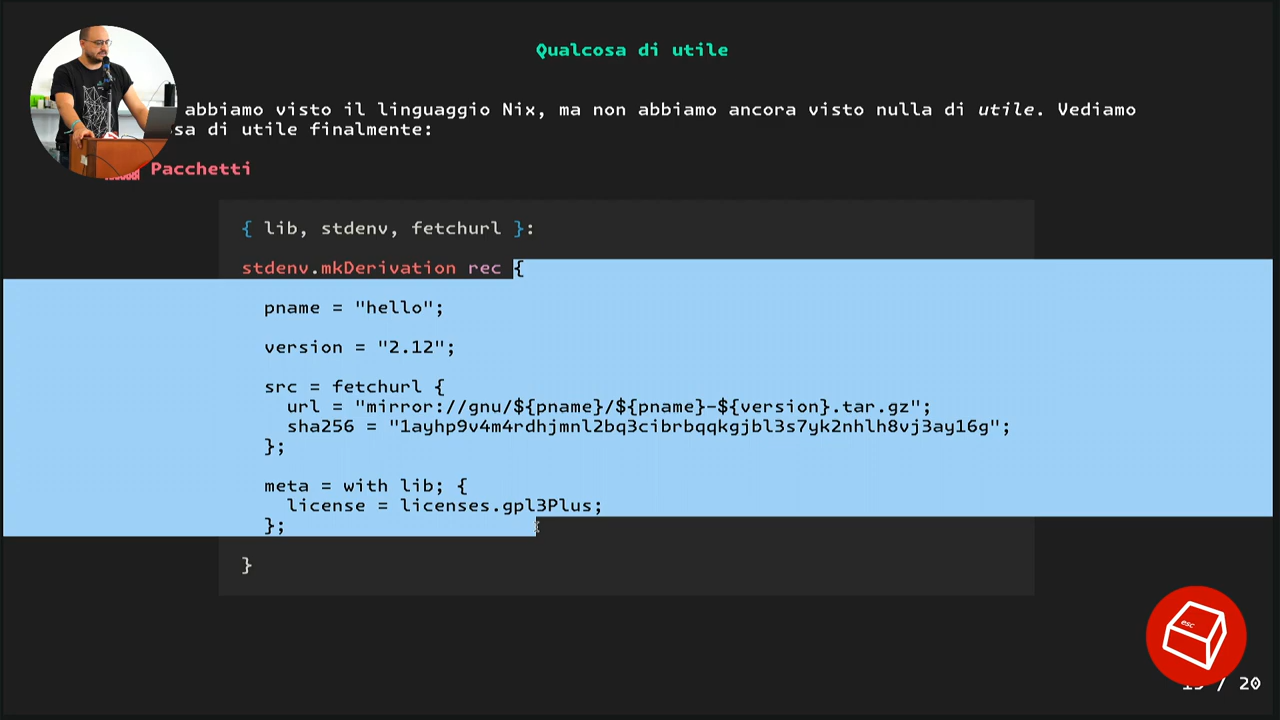 Qualcosa di utile
abbiamo visto il linguaggio Nix, ma non abbiamo ancora visto nulla di utile. Vediamo
di utile finalmente:
Pacchetti
{ lib, stdenv, fetchurl }:
stdenv.mkDerivation rec {
pname = "hello";
version = "2.12";
src = fetchurl {
url = "mirror://gnu/${pname}/${pname}-${version}.tar.gz";
sha256 = "1ayhp9v4m4rdhjmnl2bq3cibrbqqkgjbl3s7yk2nhlh8vj3ay16g";
};
meta = with lib; {
license = licenses.gpl3Plus;
};
}
esc
/ 20